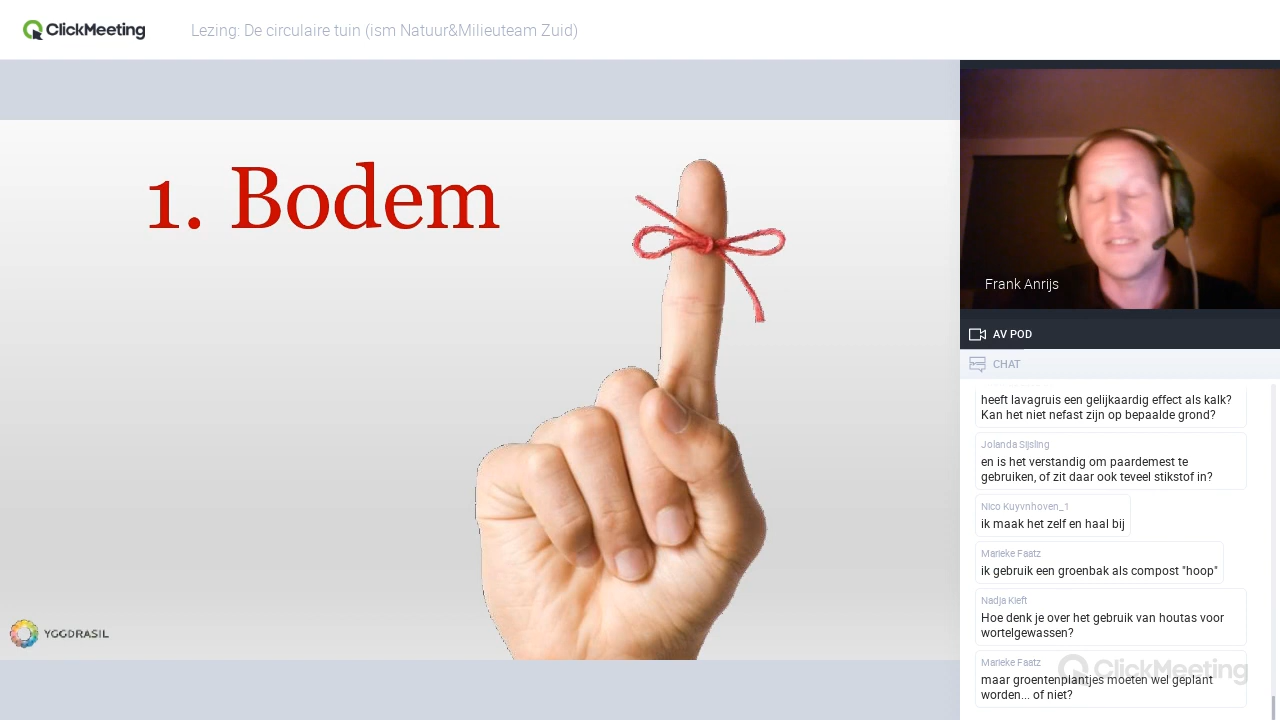 ClickMeeting
Lezing: De circulaire tuin (ism Natuur&Milieuteam Zuid)
1. Bodem
YGGDRASIL
Frank Anrijs
AV POD
CHAT
heeft lavagruis een gelijkaardig effect als kalk?
Kan het niet nefast zijn op bepaalde grond?
Jolanda Sijsling
en is het verstandig om paardemest te
gebruiken, of zit daar ook teveel stikstof in?
Nico Kuyvnhoven_1
ik maak het zelf en haal bij
Marieke Faatz
ik gebruik een groenbak als compost "hoop"
Nadja Kieft
Hoe denk je over het gebruik van houtas voor
wortelgewassen?
Marieke Faatz
maar groentenplantjes moeten wel geplant
worden... of niet?
ClickMeeting